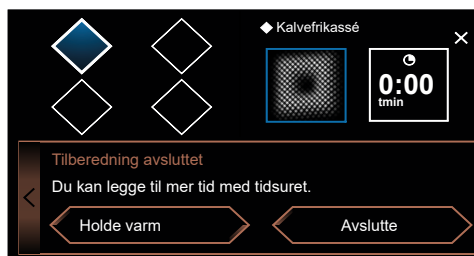 Kalvefrikassé
0:00
tmin
Tilberedning avsluttet
Du kan legge til mer tid med tidsuret.
Holde varm
Avslutte